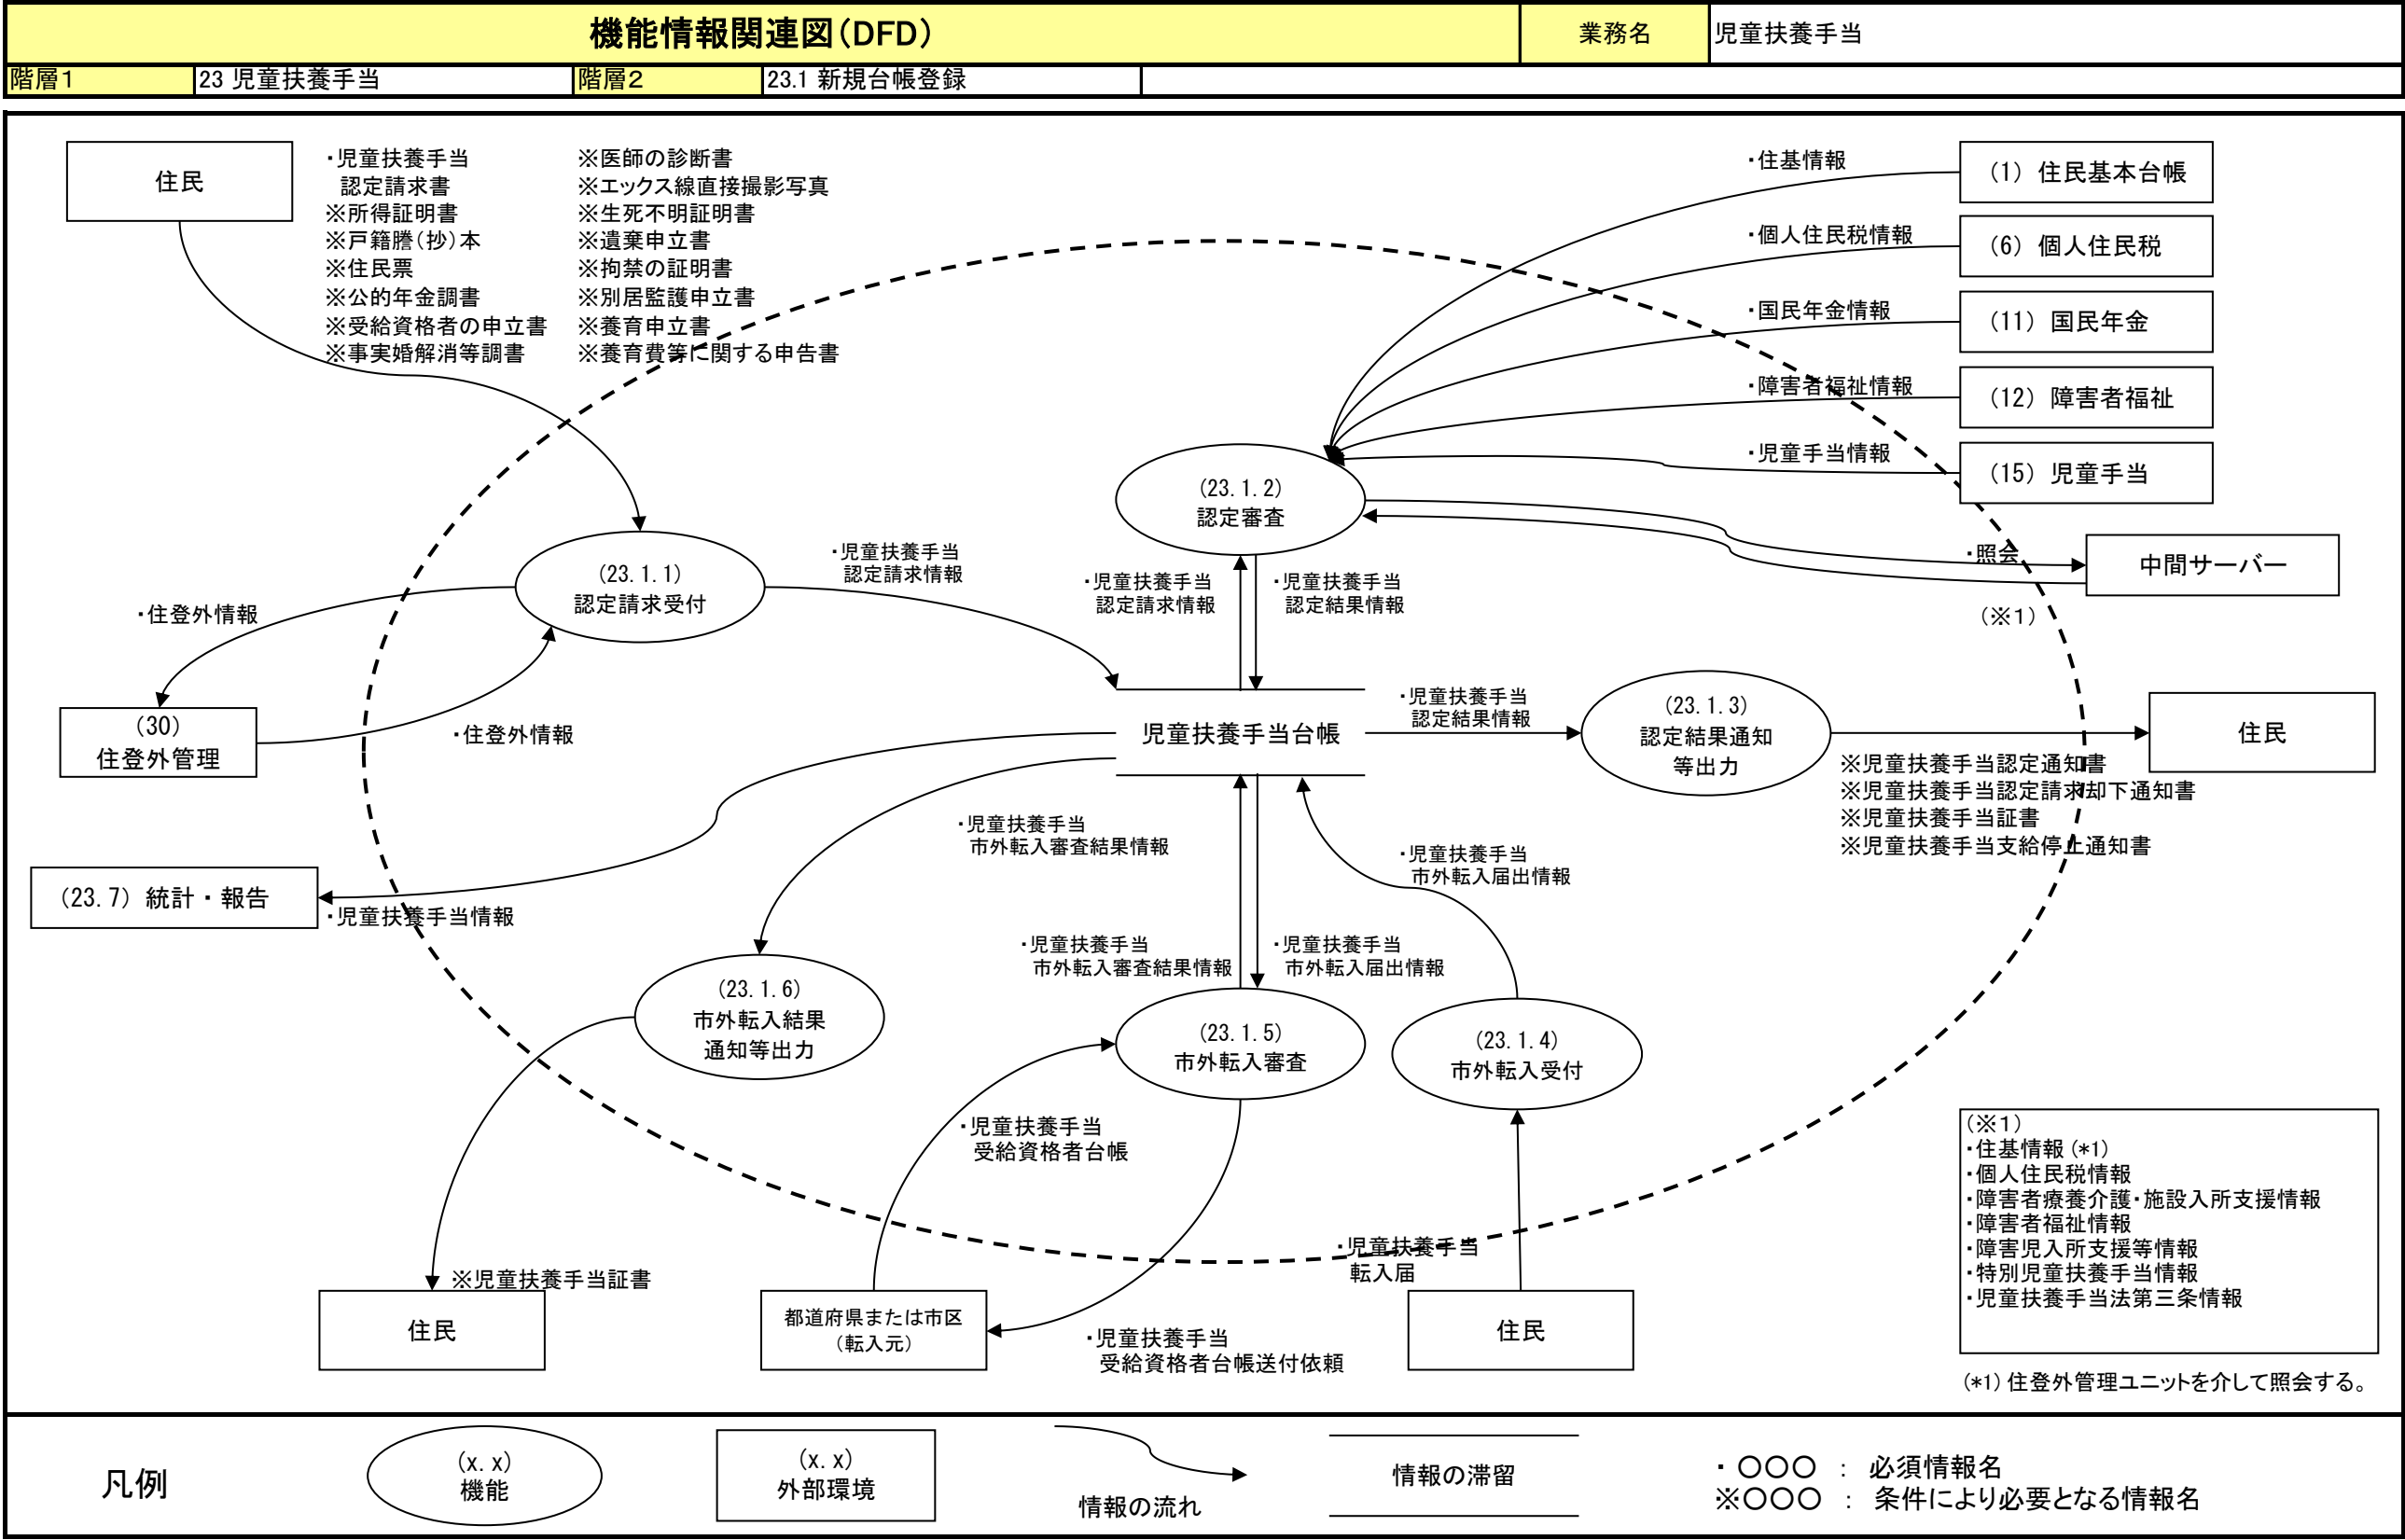 機能情報関連図(DFD)
業務名
児童扶養手当
階層1
23 児童扶養手当
階層2
23.1 新規台帳登録
住民
・児童扶養手当
認定請求書
※所得証明書
※戸籍謄(抄)本
※住民票
※公的年金調書
※受給資格者の申立書
※事実婚解消等調書
※医師の診断書
※エックス線直接撮影写真
※生死不明証明書
※遺棄申立書
※拘禁の証明書
※別居監護申立書
※養育申立書
※養育費等に関する申告書
・住基情報
(1) 住民基本台帳
・個人住民税情報
(6) 個人住民税
・国民年金情報
(11) 国民年金
・障害者福祉情報
(12) 障害者福祉
・児童手当情報
(15) 児童手当
(23.1.2)
認定審査
・照会
中間サーバー
(※1)
(23.1.1)
認定請求受付
・児童扶養手当
認定請求情報
・児童扶養手当
認定請求情報
・児童扶養手当
認定結果情報
・住登外情報
(30)
住登外管理
・住登外情報
児童扶養手当台帳
・児童扶養手当
認定結果情報
(23.1.3)
認定結果通知
等出力
住民
※児童扶養手当認定通知書
※児童扶養手当認定請求却下通知書
※児童扶養手当証書
※児童扶養手当支給停止通知書
・児童扶養手当
市外転入審査結果情報
・児童扶養手当
市外転入届出情報
(23.7) 統計・報告
・児童扶養手当情報
・児童扶養手当
市外転入審査結果情報
・児童扶養手当
市外転入届出情報
(23.1.6)
市外転入結果
通知等出力
(23.1.5)
市外転入審査
(23.1.4)
市外転入受付
・児童扶養手当
受給資格者台帳
(※1)
・住基情報(*1)
・個人住民税情報
・障害者療養介護・施設入所支援情報
・障害者福祉情報
・障害児入所支援等情報
・特別児童扶養手当情報
・児童扶養手当法第三条情報
・児童扶養手当
転入届
※児童扶養手当証書
住民
都道府県または市区
(転入元)
・児童扶養手当
受給資格者台帳送付依頼
住民
(*1)住登外管理ユニットを介して照会する。
凡例
(x.x)
機能
(x.x)
外部環境
情報の流れ
情報の滞留
・ 〇〇〇 : 必須情報名
※〇〇〇 : 条件により必要となる情報名